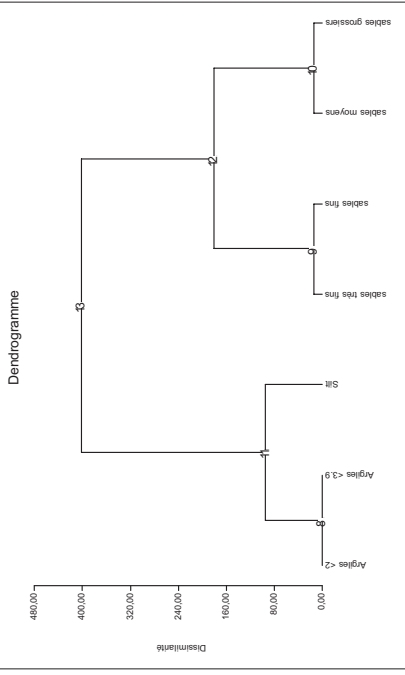 Dendrogramme
Dissimilarité
480,00
400,00
320,00
240,00
160,00
80,00
0,00
13
12
11
10
9
8
Argiles <2
Argiles <3.9
Silt
sables très fins
sables fins
sables moyens
sables grossiers